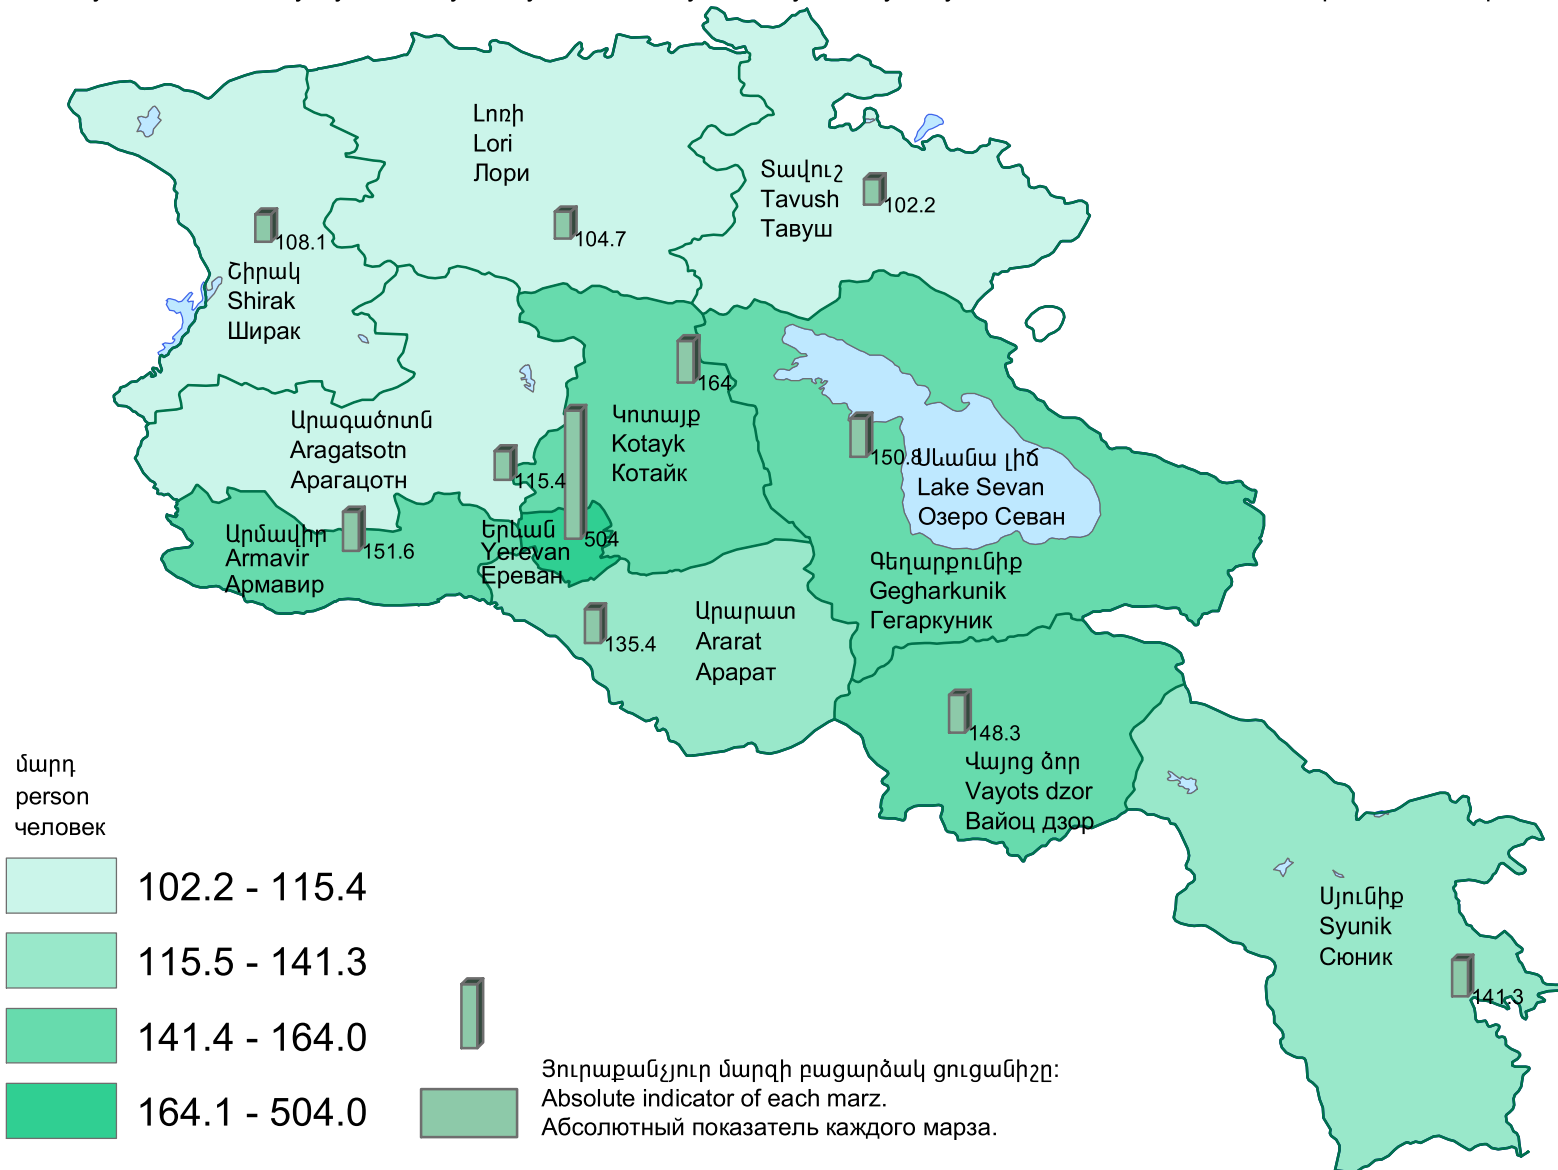 Լոռի
Lori
Лори
104.7
Տավուշ
Tavush
Тавуш
102.2
108.1
Շիրակ
Shirak
Ширак
164
Կոտայք
Kotayk
Котайк
Արագածոտն
Aragatsotn
Арагацотн
115.4
150.8
Սևանա լիճ
Lake Sevan
Озеро Севан
Արմավիր
Armavir
Армавир
151.6
Երևան
Yerevan
Ереван
504
Գեղարքունիք
Gegharkunik
Гегаркуник
135.4
Արարատ
Ararat
Арарат
148.3
Վայոց ձոր
Vayots dzor
Вайоц дзор
Սյունիք
Syunik
Сюник
141.3
մարդ
person
человек
102.2 - 115.4
115.5 - 141.3
141.4 - 164.0
164.1 - 504.0
Յուրաքանչյուր մարզի բացարձակ ցուցանիշը:
Absolute indicator of each marz.
Абсолютный показатель каждого марза.